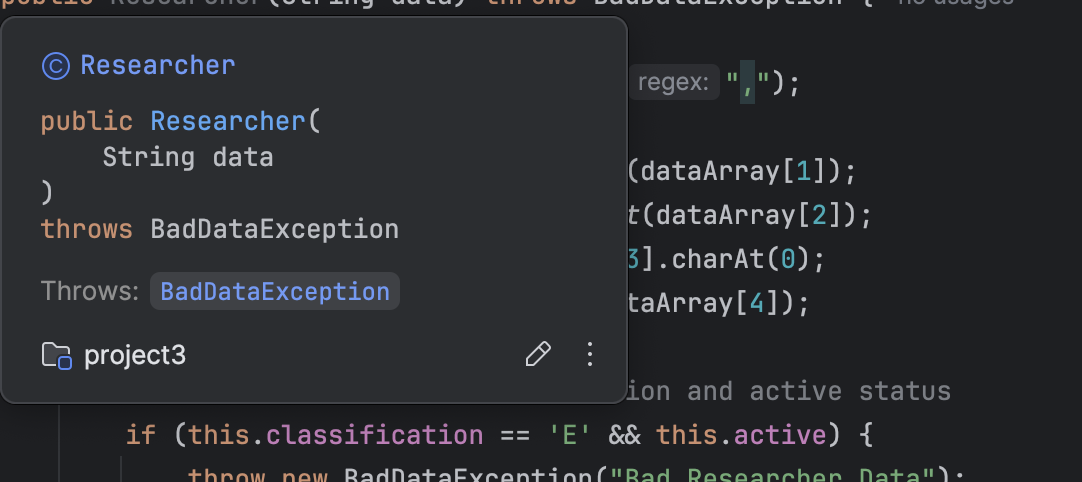 public Researcher(String data) throws BadDataException { no usages
Researcher
public Researcher(
String data
)
throws BadDataException
Throws: BadDataException
project3
regex: ",");
(dataArray[1]);
t(dataArray[2]);
3].charAt(0);
taArray[4]);
ion and active status
if (this.classification == 'E' && this.active) {
throw new BadDataException("Bad Researcher Data");